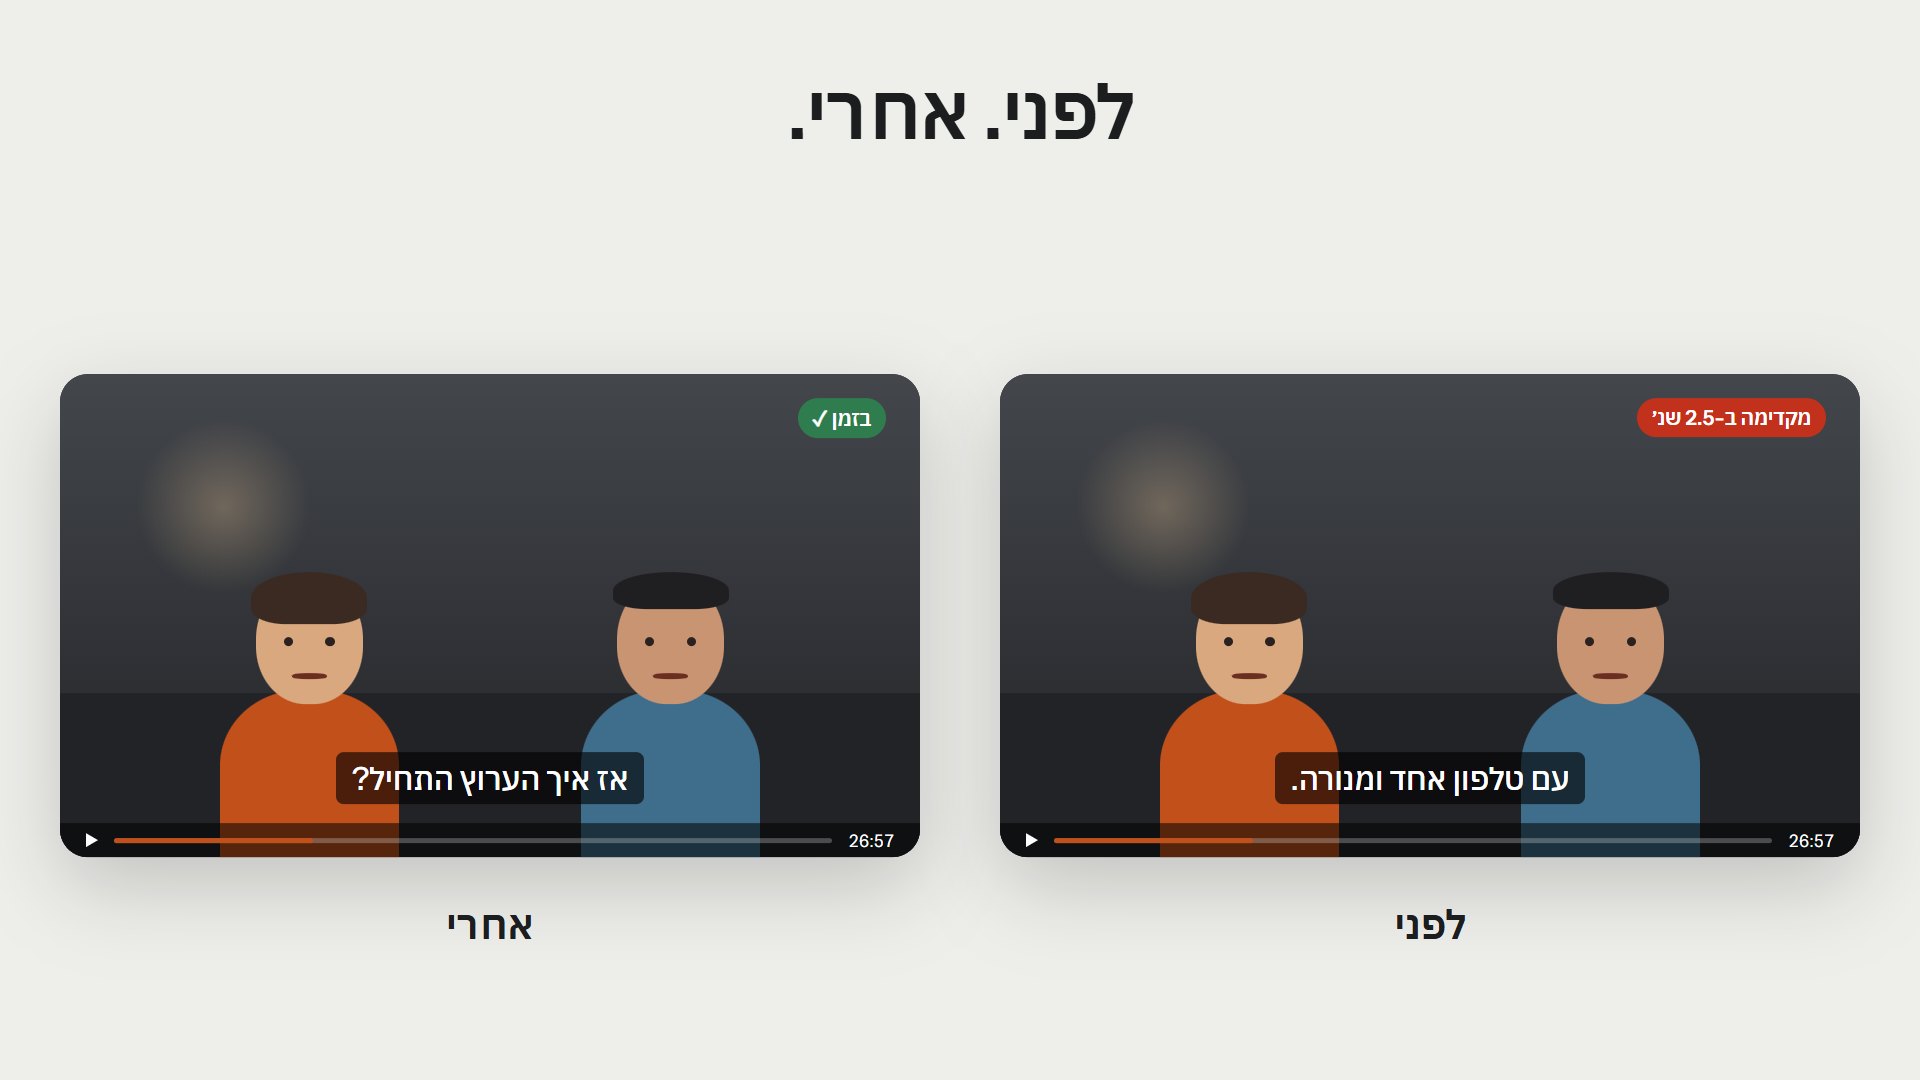 לפני. אחרי.
מקדימה ב-2.5 שנ׳
עם טלפון אחד ומנורה.
26:57
לפני
בזמן ✓
אז איך הערוץ התחיל?
26:57
אחרי